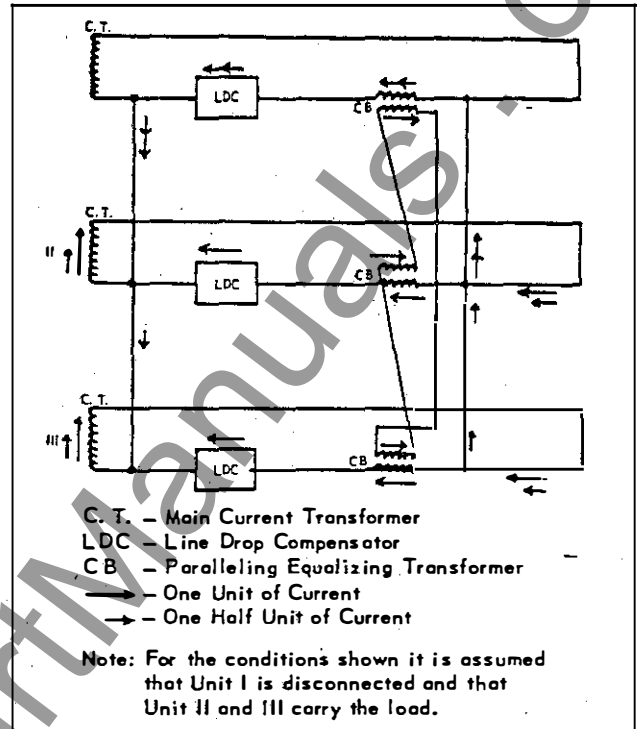 C. T.
LDC
CB
C. T.
II
LDC
CB
C. T.
III
LDC
CB
C. T. – Main Current Transformer
LDC – Line Drop Compensator
CB – Paralleling Equalizing Transformer
– One Unit of Current
– One Half Unit of Current
Note: For the conditions shown it is assumed
that Unit I is disconnected and that
Unit II and III carry the load.